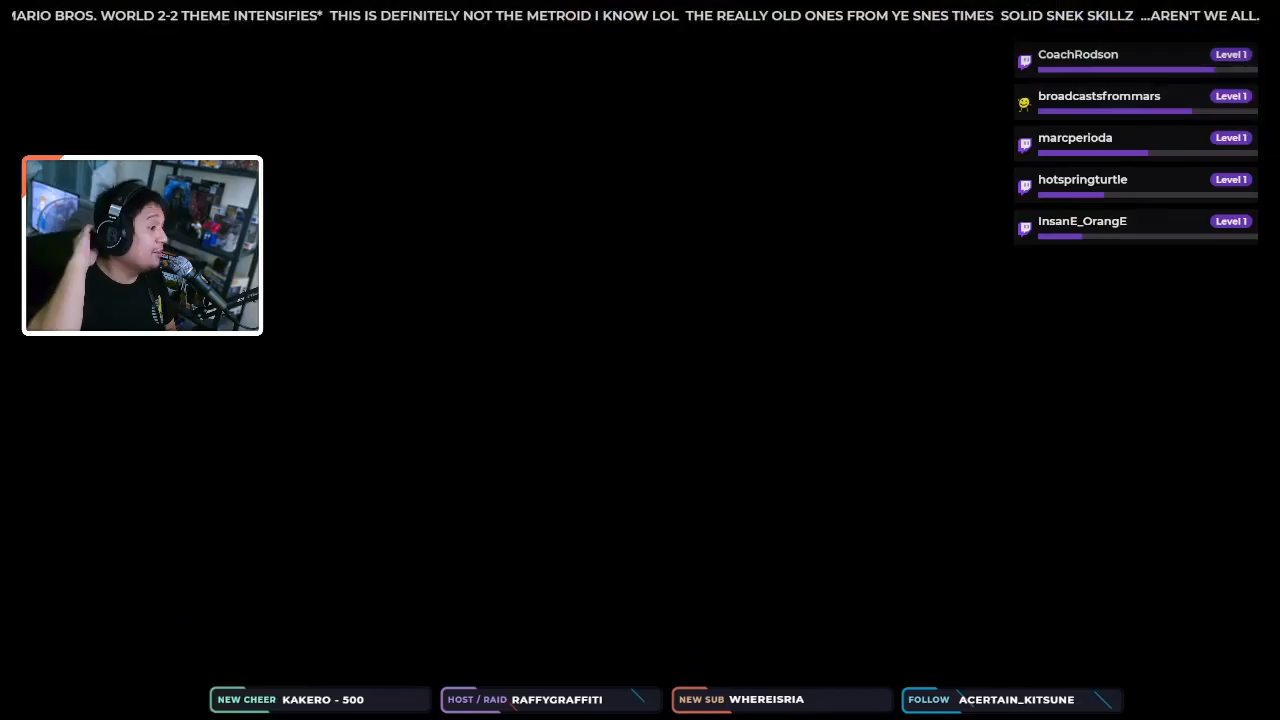 MARIO BROS. WORLD 2-2 THEME INTENSIFIES*  THIS IS DEFINITELY NOT THE METROID I KNOW LOL  THE REALLY OLD ONES FROM YE SNES TIMES  SOLID SNEK SKILLZ  ...AREN'T WE ALL.
CoachRodson Level 1
broadcastsfrommars Level 1
marcperioda Level 1
hotspringturtle Level 1
InsanE_OrangE Level 1
NEW CHEER KAKERO - 500
HOST / RAID RAFFYGRAFFITI
NEW SUB WHEREISRIA
FOLLOW ACERTAIN_KITSUNE